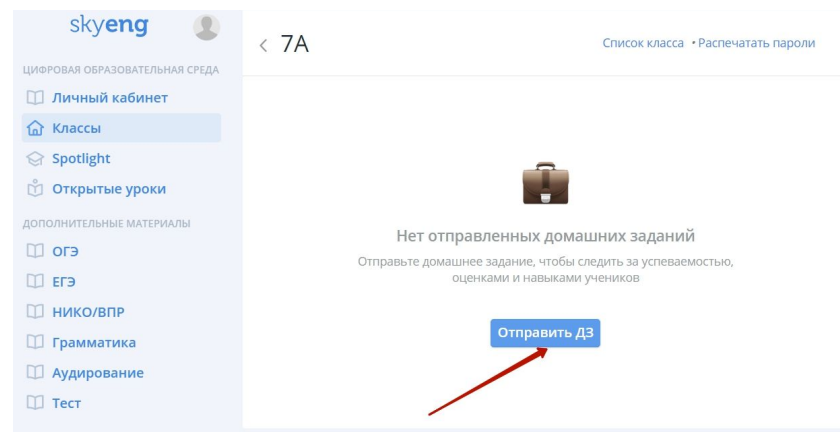 skyeng
ЦИФРОВАЯ ОБРАЗОВАТЕЛЬНАЯ СРЕДА
Личный кабинет
Классы
Spotlight
Открытые уроки
ДОПОЛНИТЕЛЬНЫЕ МАТЕРИАЛЫ
ОГЭ
ЕГЭ
НИКО/ВПР
Грамматика
Аудирование
Тест
< 7А
Список класса • Распечатать пароли
Нет отправленных домашних заданий
Отправьте домашнее задание, чтобы следить за успеваемостью,
оценками и навыками учеников
Отправить ДЗ